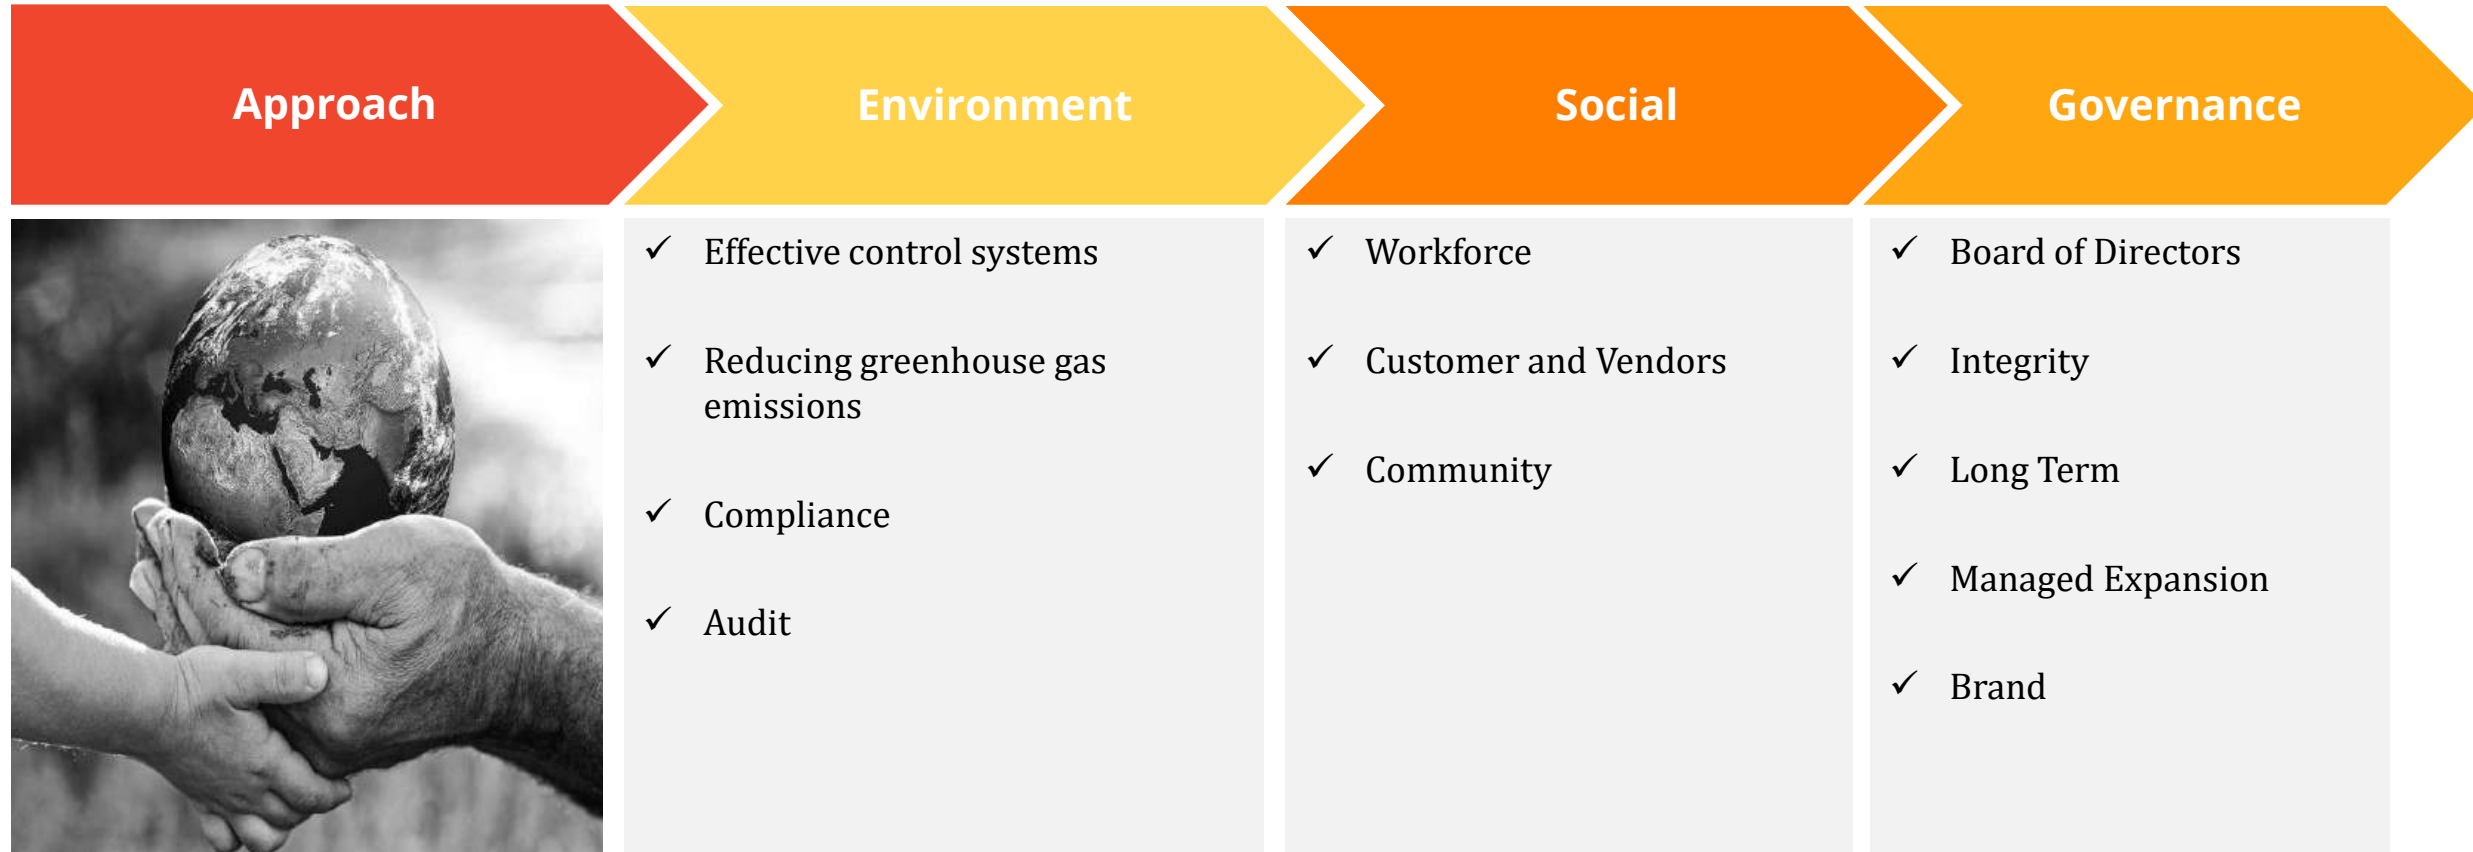 Approach
Environment
Social
Governance
✓ Effective control systems
✓ Reducing greenhouse gas
emissions
✓ Compliance
✓ Audit
✓ Workforce
✓ Customer and Vendors
✓ Community
✓ Board of Directors
✓ Integrity
✓ Long Term
✓ Managed Expansion
✓ Brand